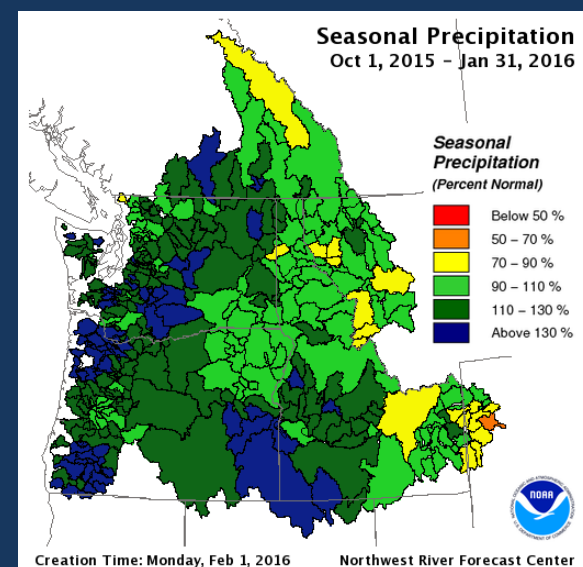 Seasonal Precipitation
Oct 1, 2015 – Jan 31, 2016
Seasonal
Precipitation
(Percent Normal)
Below 50 %
50 – 70 %
70 – 90 %
90 – 110 %
110 – 130 %
Above 130 %
NOAA
Creation Time: Monday, Feb 1, 2016
Northwest River Forecast Center